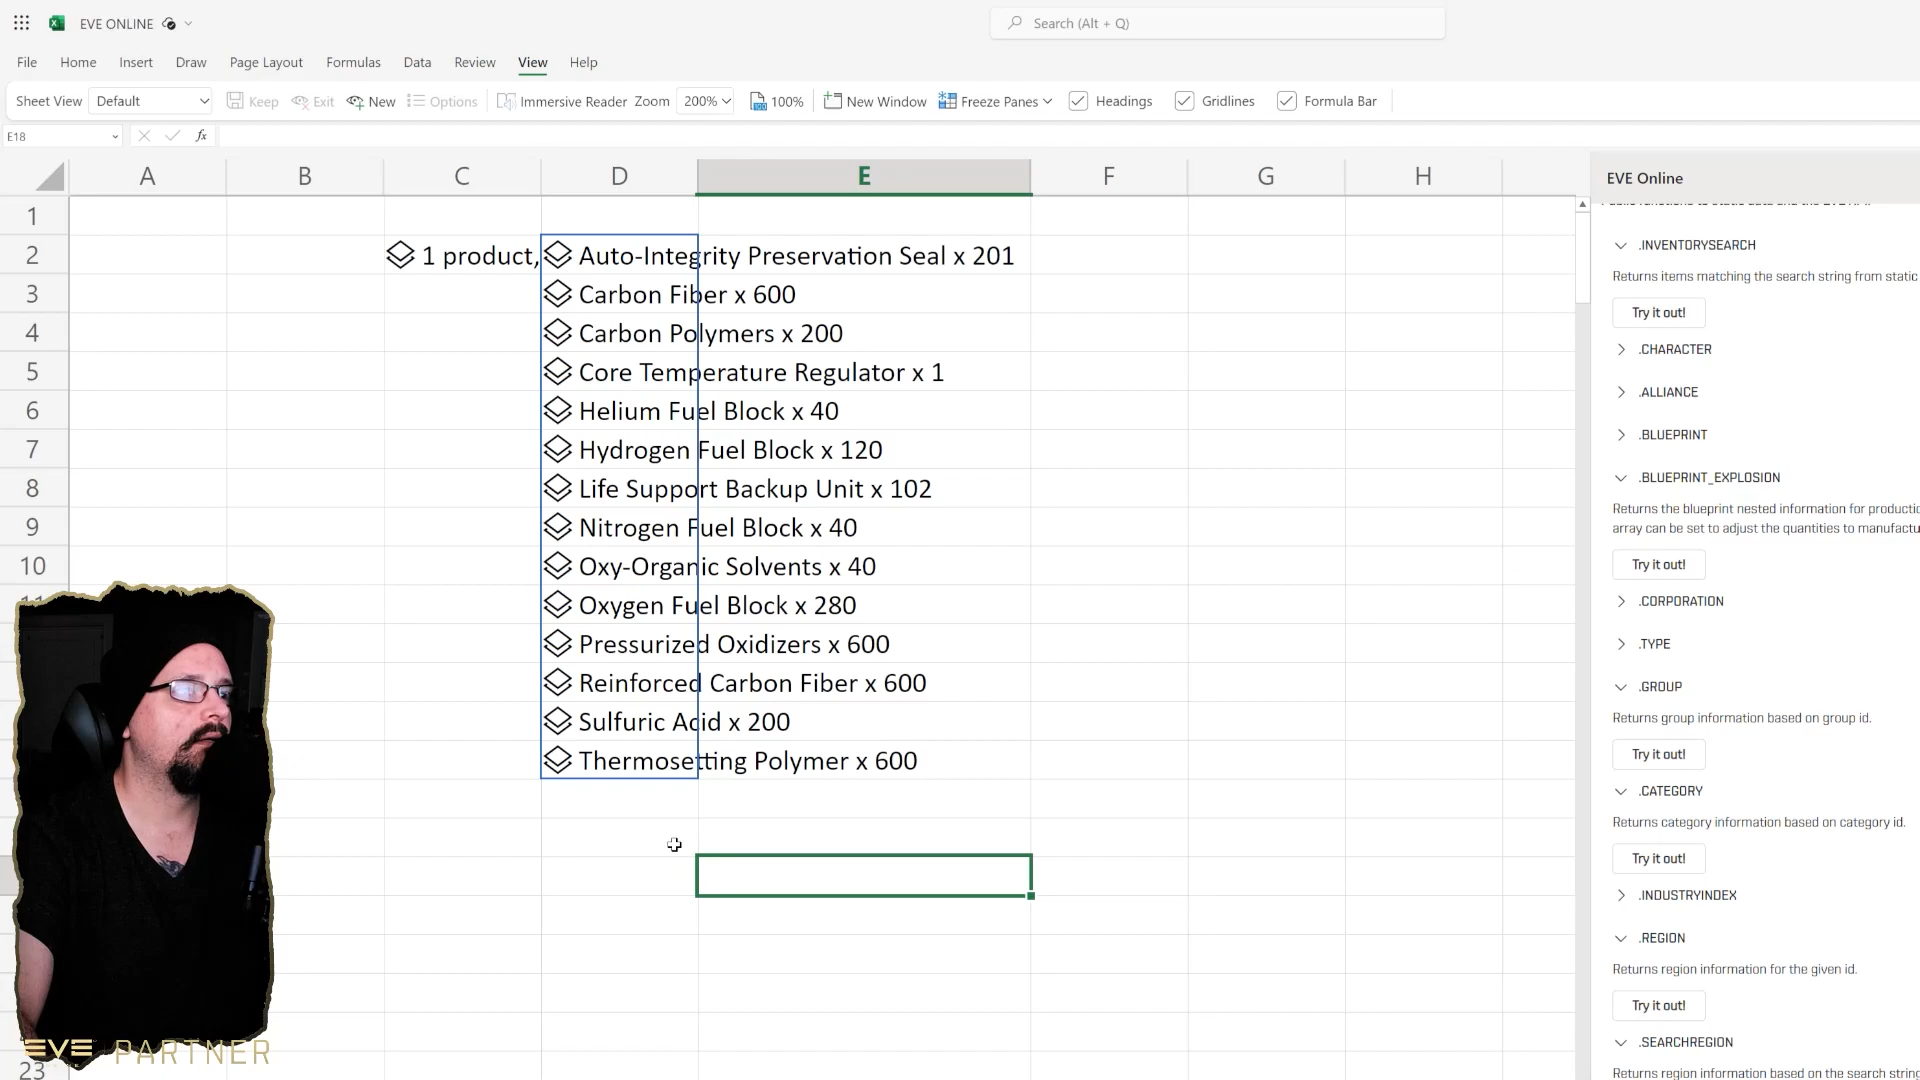 EVE ONLINE
Search (Alt + Q)
File Home Insert Draw Page Layout Formulas Data Review View Help
Sheet View Default Keep Exit New Options Immersive Reader Zoom 200% 100% New Window Freeze Panes Headings Gridlines Formula Bar
E18 fx
A B C D E F G H
1
2 1 product, Auto-Integrity Preservation Seal x 201
3 Carbon Fiber x 600
4 Carbon Polymers x 200
5 Core Temperature Regulator x 1
6 Helium Fuel Block x 40
7 Hydrogen Fuel Block x 120
8 Life Support Backup Unit x 102
9 Nitrogen Fuel Block x 40
10 Oxy-Organic Solvents x 40
Oxygen Fuel Block x 280
Pressurized Oxidizers x 600
Reinforced Carbon Fiber x 600
Sulfuric Acid x 200
Thermosetting Polymer x 600
23
EVE PARTNER
EVE Online
.INVENTORYSEARCH
Returns items matching the search string from static
Try it out!
.CHARACTER
.ALLIANCE
.BLUEPRINT
.BLUEPRINT_EXPLOSION
Returns the blueprint nested information for productio
array can be set to adjust the quantities to manufactu
Try it out!
.CORPORATION
.TYPE
.GROUP
Returns group information based on group id.
Try it out!
.CATEGORY
Returns category information based on category id.
Try it out!
.INDUSTRYINDEX
.REGION
Returns region information for the given id.
Try it out!
.SEARCHREGION
Returns region information based on the search string